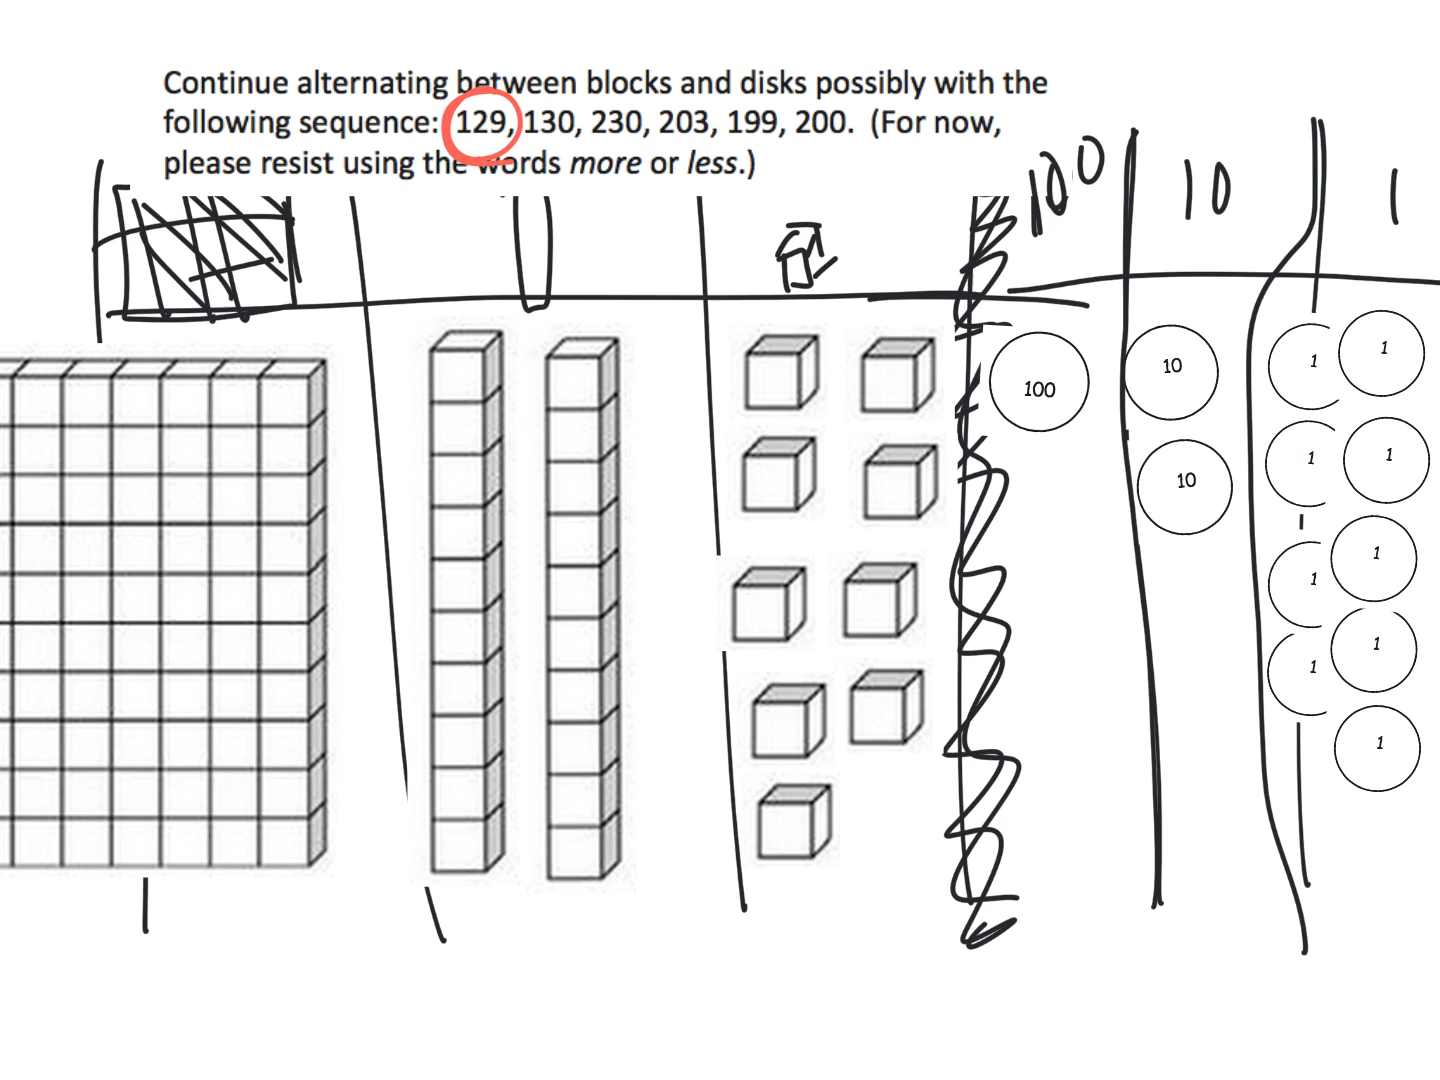 Continue alternating between blocks and disks possibly with the
following sequence: 129, 130, 230, 203, 199, 200. (For now,
please resist using the words more or less.)
100 10 1
100 10 1 1
10 1 1
1 1
1 1
1